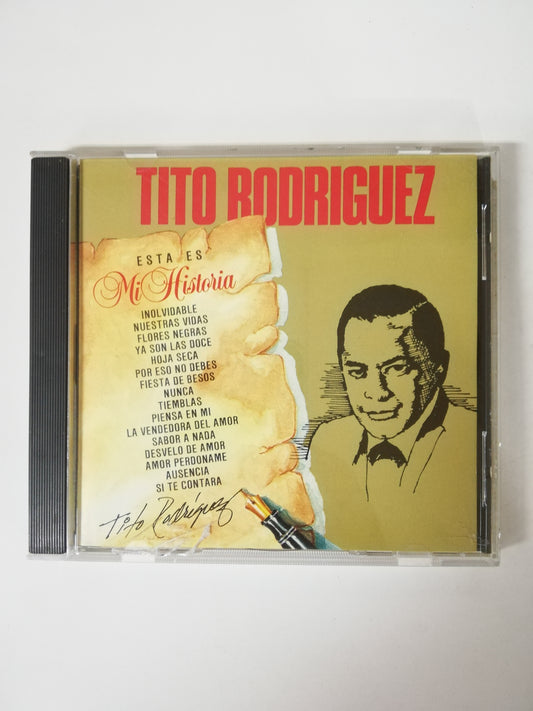 TITO RODRIGUEZ
ESTA ES
Mi Historia
INOLVIDABLE
NUESTRAS VIDAS
FLORES NEGRAS
YA SON LAS DOCE
HOJA SECA
POR ESO NO DEBES
FIESTA DE BESOS
NUNCA
TIEMBLAS
PIENSA EN MI
LA VENDEDORA DEL AMOR
SABOR A NADA
DESVELO DE AMOR
AMOR PERDONAME
AUSENCIA
SI TE CONTARA
Tito Rodríguez